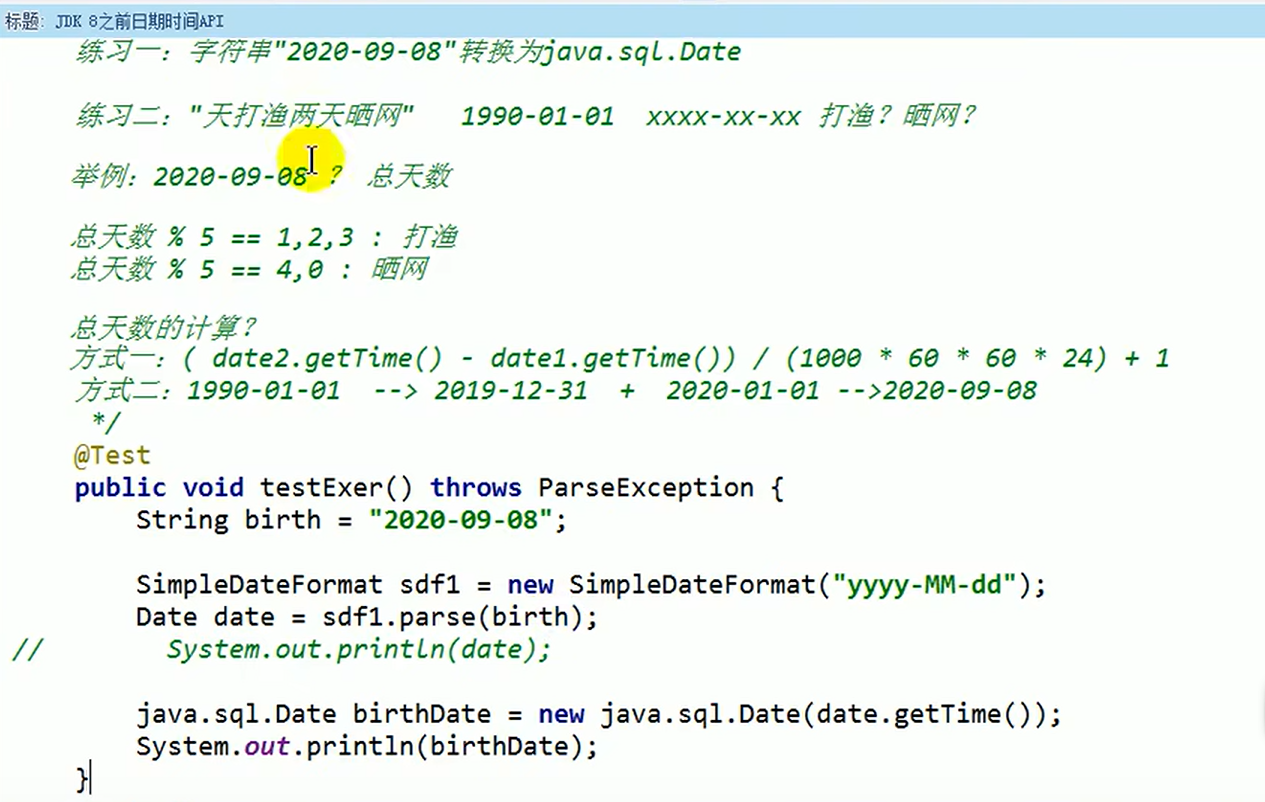 标题: JDK 8之前日期时间API
练习一：字符串"2020-09-08"转换为java.sql.Date
练习二："天打渔两天晒网" 1990-01-01 xxxx-xx-xx 打渔？晒网？
举例：2020-09-08 ？ 总天数
总天数 % 5 == 1,2,3 : 打渔
总天数 % 5 == 4,0 : 晒网
总天数的计算？
方式一：( date2.getTime() - date1.getTime()) / (1000 * 60 * 60 * 24) + 1
方式二：1990-01-01 --> 2019-12-31 + 2020-01-01 -->2020-09-08
*/
@Test
public void testExer() throws ParseException {
String birth = "2020-09-08";
SimpleDateFormat sdf1 = new SimpleDateFormat("yyyy-MM-dd");
Date date = sdf1.parse(birth);
// System.out.println(date);
java.sql.Date birthDate = new java.sql.Date(date.getTime());
System.out.println(birthDate);
}